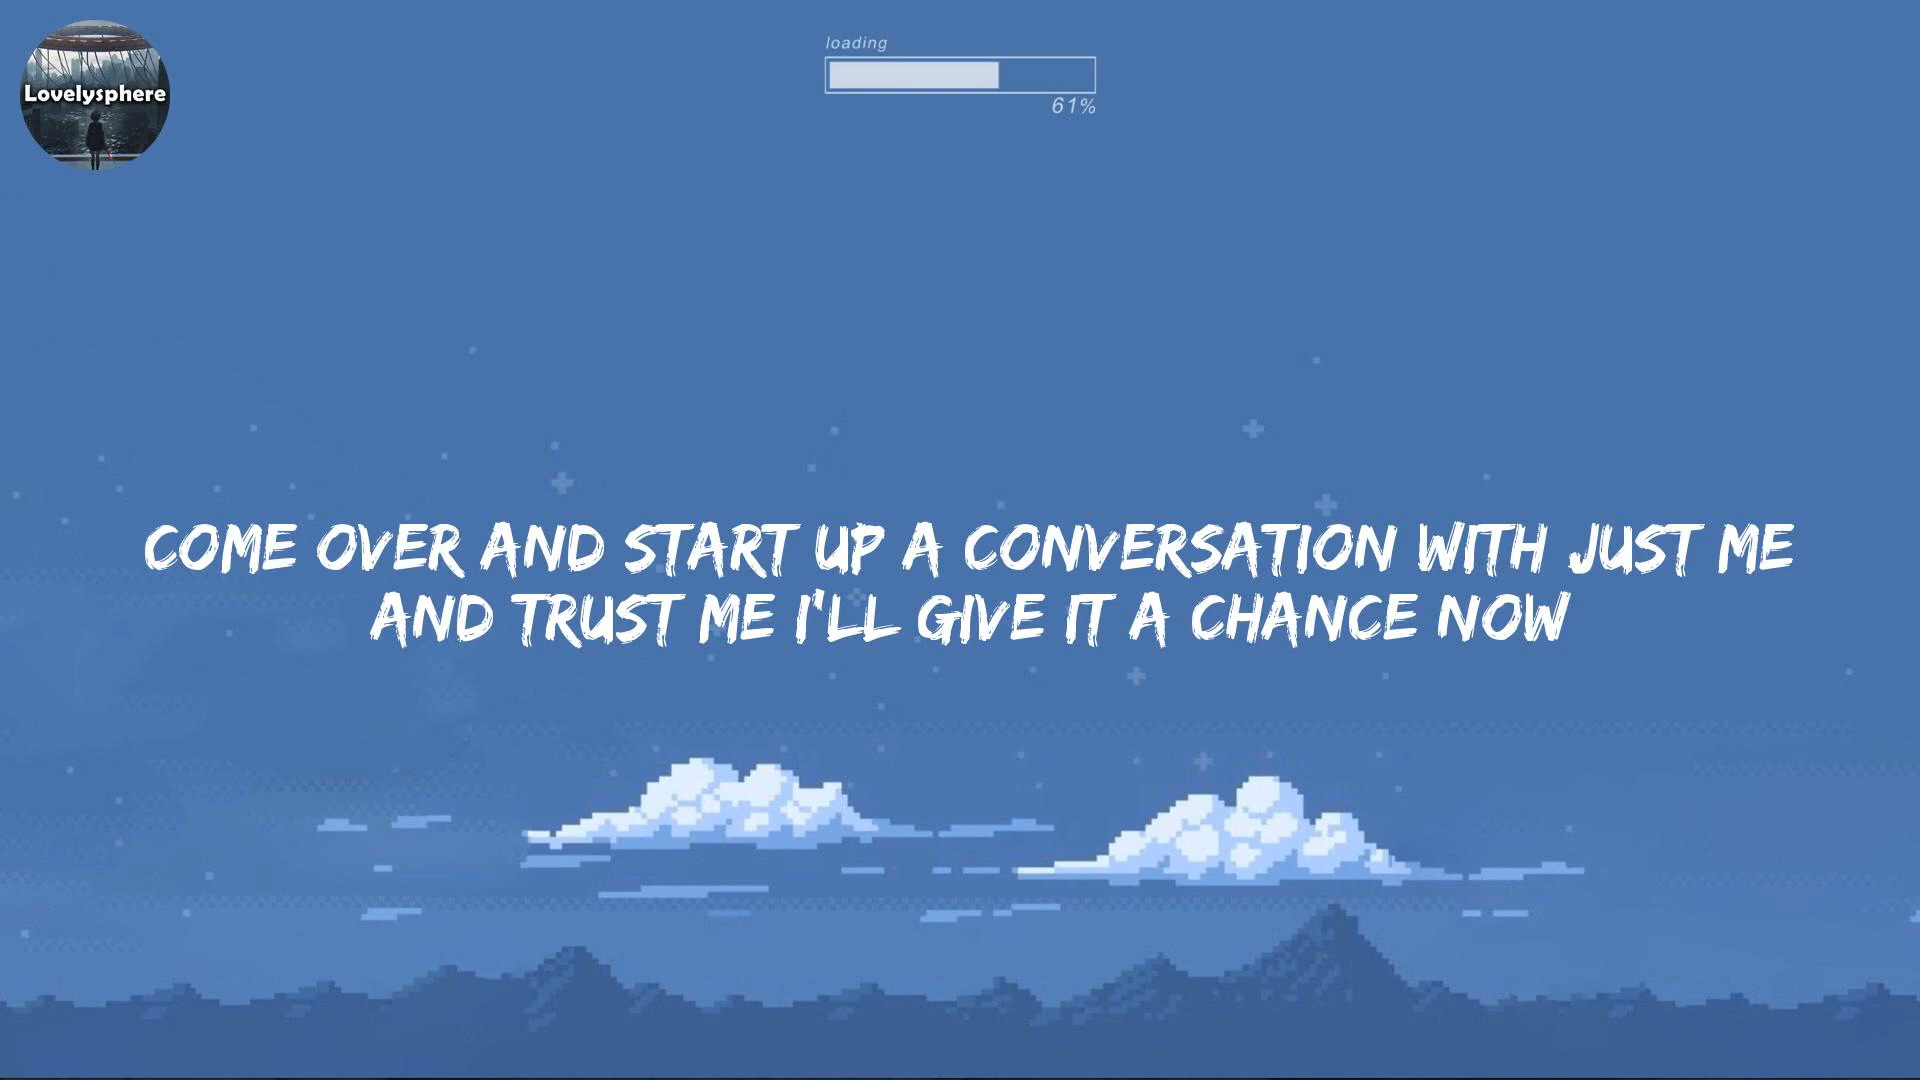 Lovelysphere
loading
61%
COME OVER AND START UP A CONVERSATION WITH JUST ME
AND TRUST ME I'LL GIVE IT A CHANCE NOW